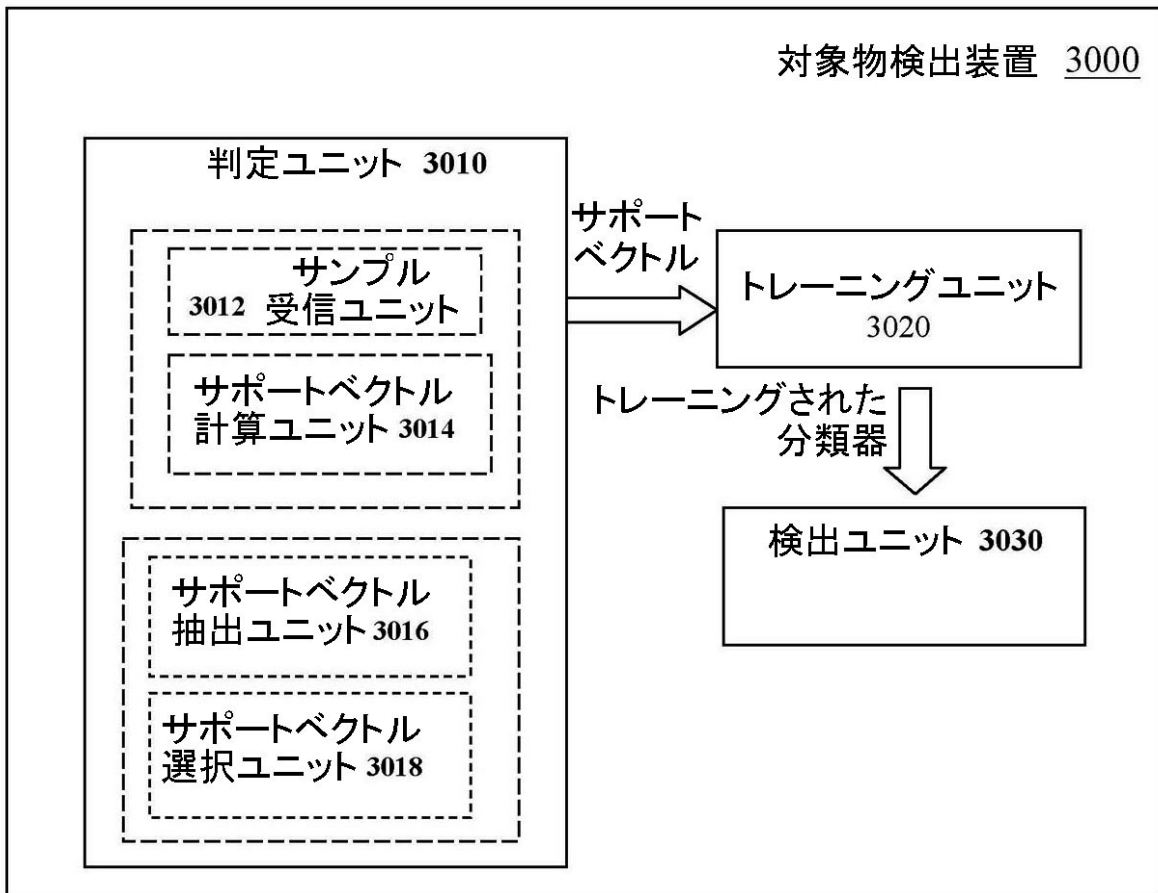 対象物検出装置 3000
判定ユニット 3010
サンプル
3012 受信ユニット
サポートベクトル
計算ユニット 3014
サポートベクトル
抽出ユニット 3016
サポートベクトル
選択ユニット 3018
サポート
ベクトル
トレーニングユニット
3020
トレーニングされた
分類器
検出ユニット 3030